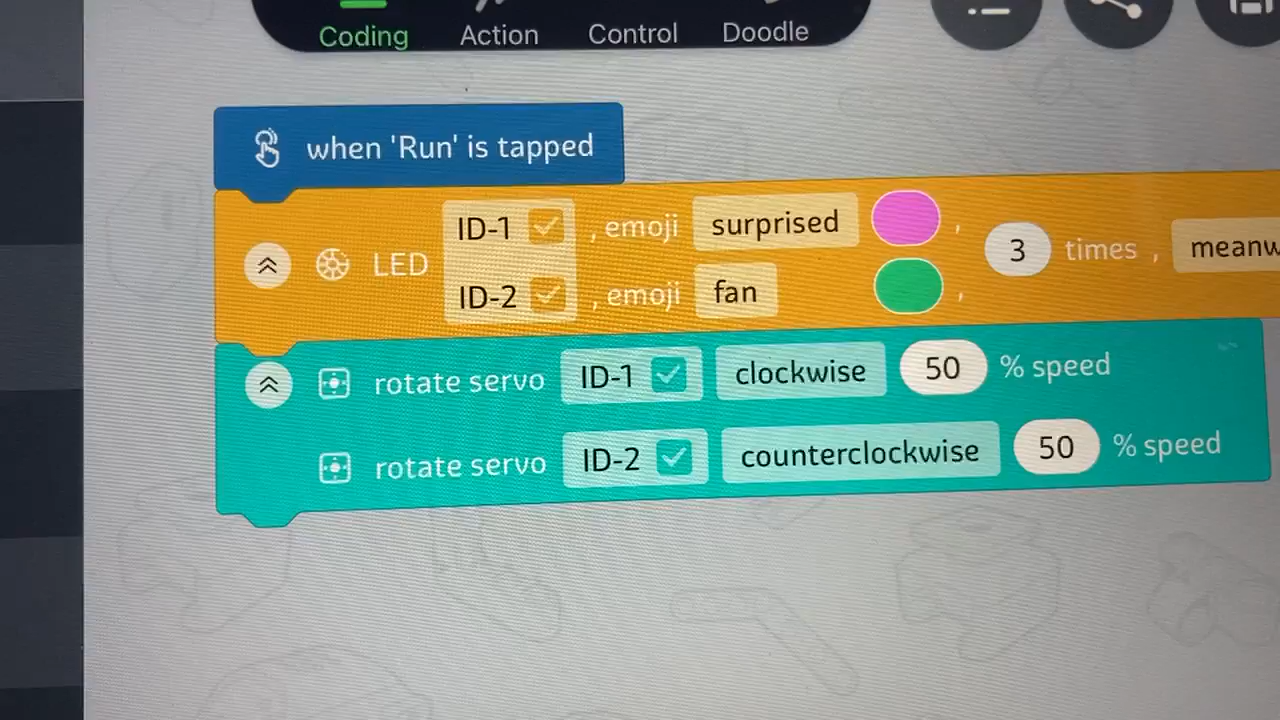 Coding Action Control Doodle
when 'Run' is tapped
LED ID-1 , emoji surprised , 3 times ,
ID-2 , emoji fan ,
rotate servo ID-1 clockwise 50 % speed
rotate servo ID-2 counterclockwise 50 % speed